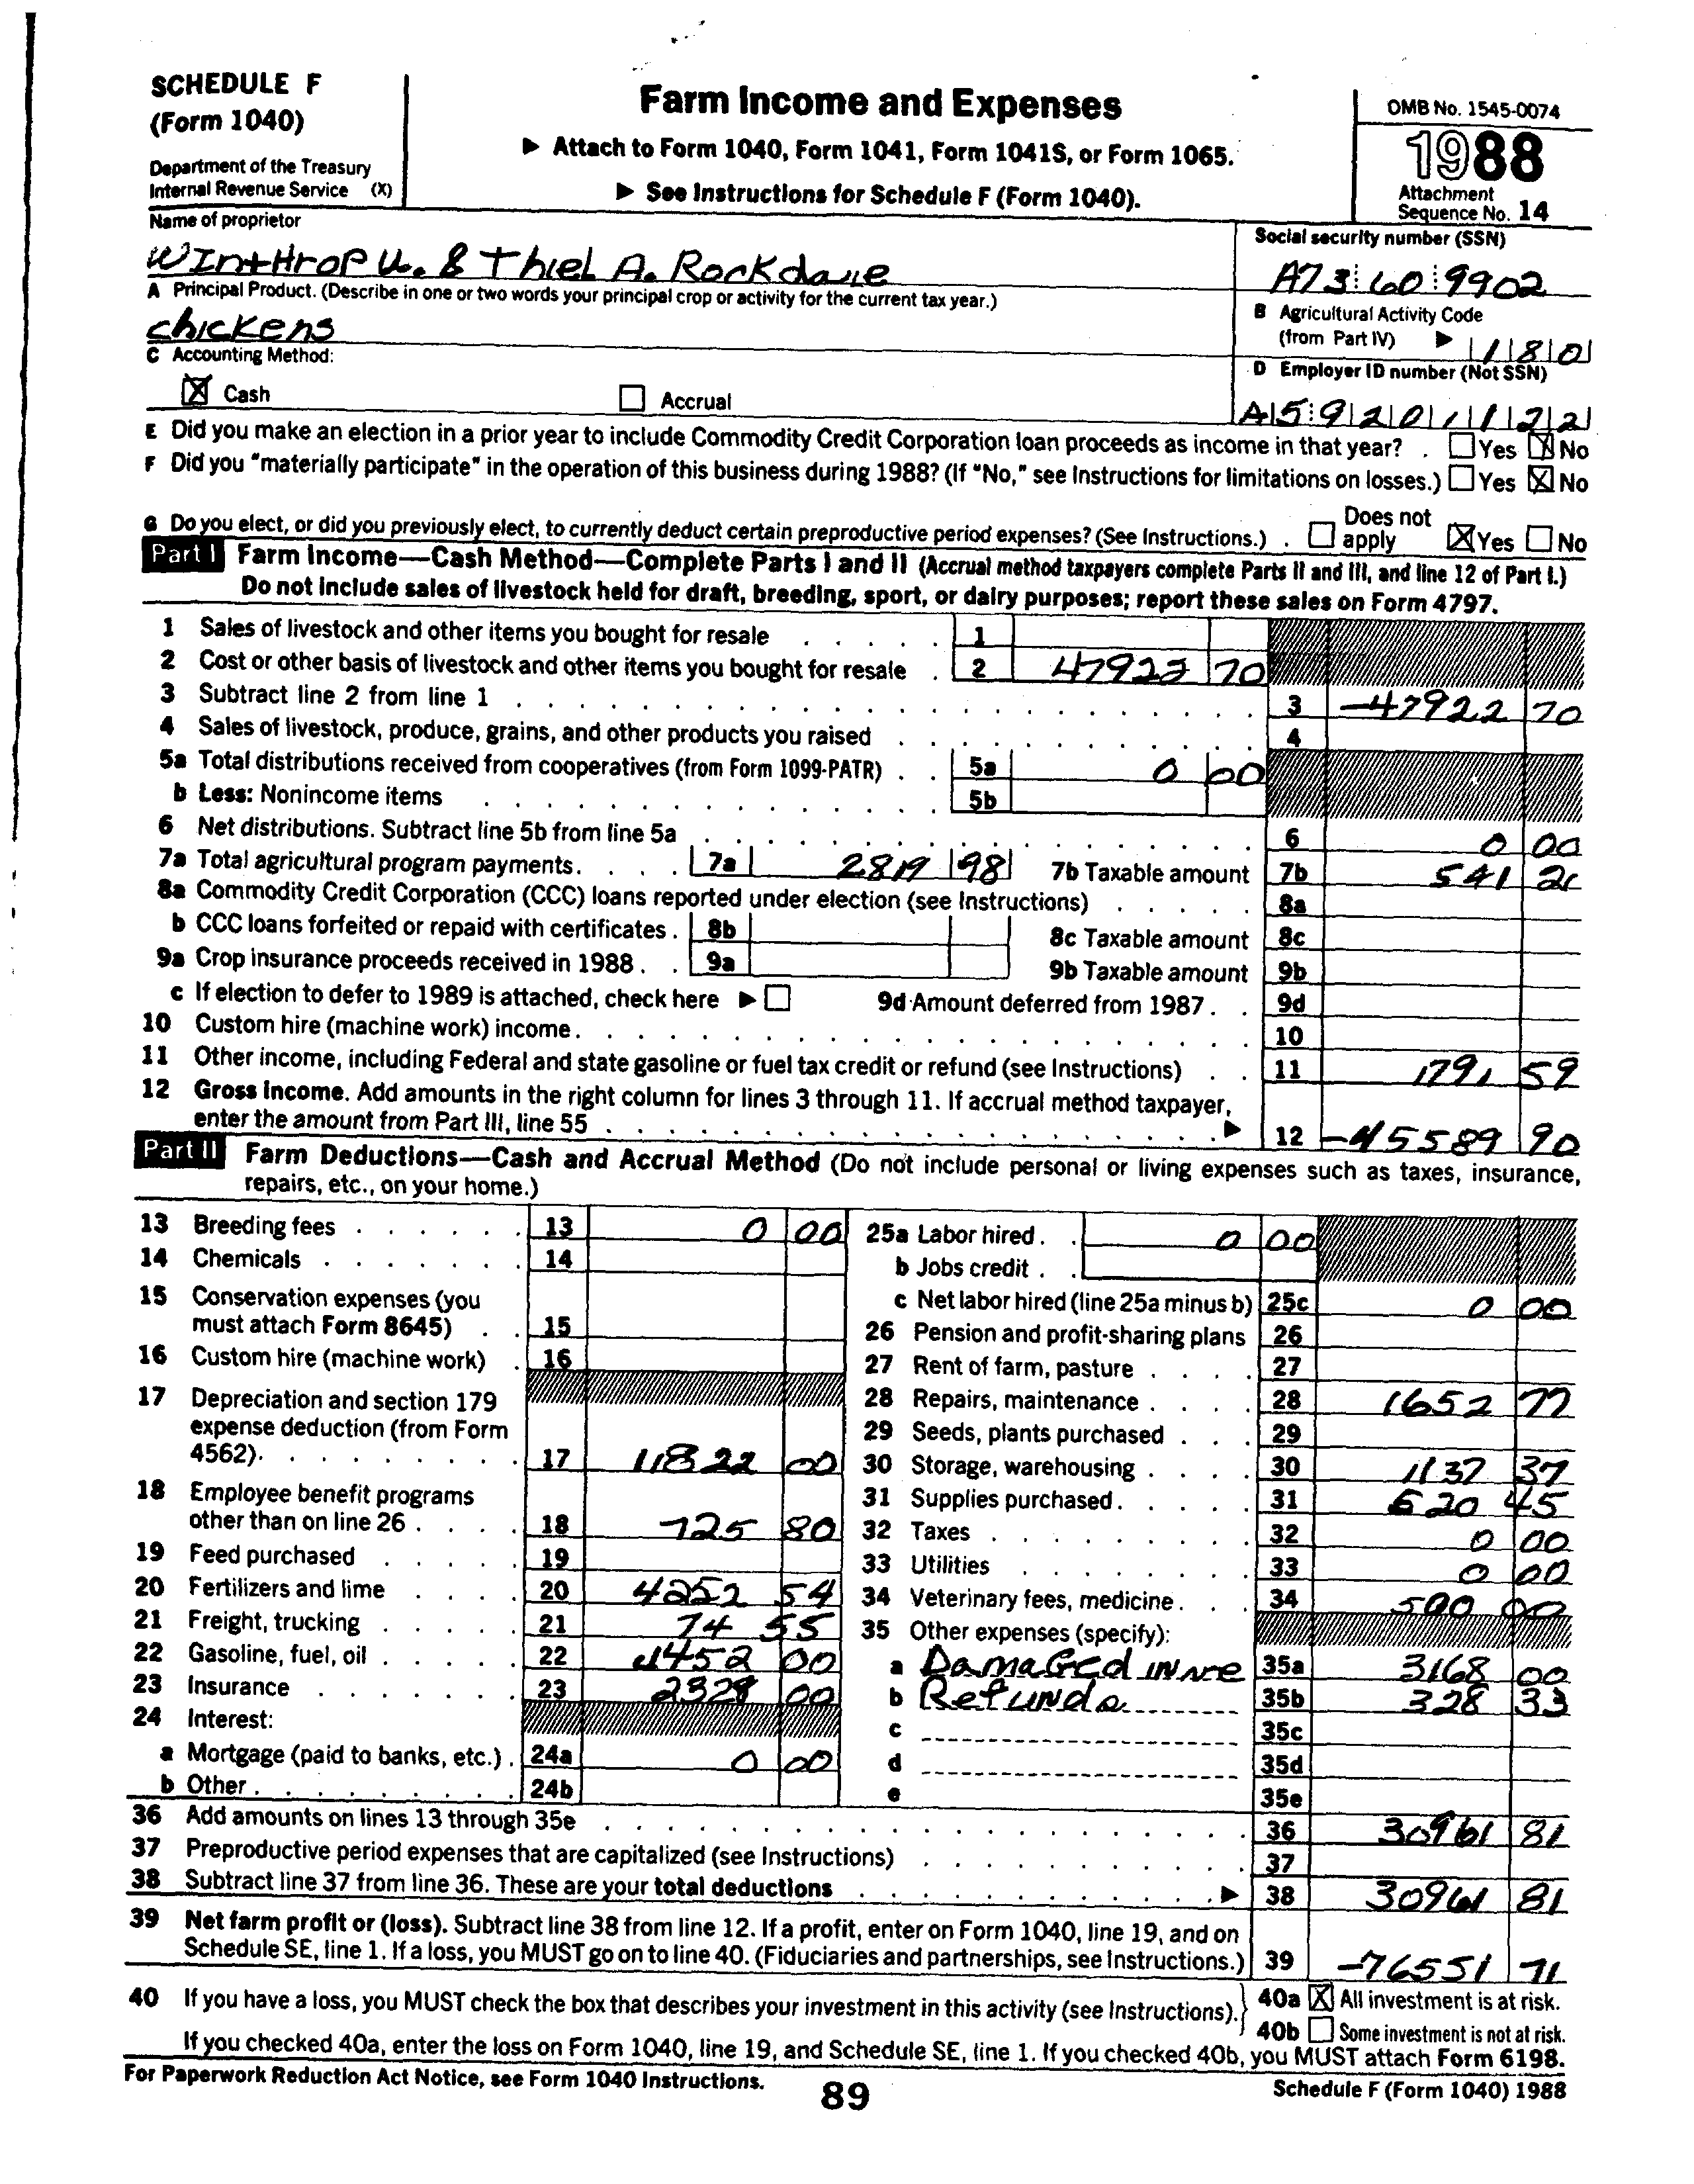 SCHEDULE F
(Form 1040)
Department of the Treasury
Internal Revenue Service (X)
Farm Income and Expenses
▶ Attach to Form 1040, Form 1041, Form 1041S, or Form 1065.
▶ See Instructions for Schedule F (Form 1040).
OMB No. 1545-0074
1988
Attachment
Sequence No. 14
Name of proprietor
WIntHrop U. & thiel A. Rockdale
Social security number (SSN)
A73 60 9902
A Principal Product. (Describe in one or two words your principal crop or activity for the current tax year.)
chickens
B Agricultural Activity Code
(from Part IV) ▶ 180
C Accounting Method:
☒ Cash ☐ Accrual
D Employer ID number (Not SSN)
A592011221
E Did you make an election in a prior year to include Commodity Credit Corporation loan proceeds as income in that year? . ☐ Yes ☒ No
F Did you "materially participate" in the operation of this business during 1988? (If "No," see Instructions for limitations on losses.) ☐ Yes ☒ No
G Do you elect, or did you previously elect, to currently deduct certain preproductive period expenses? (See Instructions.) . ☐ Does not apply ☒ Yes ☐ No
Part I Farm Income—Cash Method—Complete Parts I and II (Accrual method taxpayers complete Parts II and III, and line 12 of Part I.)
Do not include sales of livestock held for draft, breeding, sport, or dairy purposes; report these sales on Form 4797.
1 Sales of livestock and other items you bought for resale 1
2 Cost or other basis of livestock and other items you bought for resale 2 47922 70
3 Subtract line 2 from line 1 3 -47922 70
4 Sales of livestock, produce, grains, and other products you raised 4
5a Total distributions received from cooperatives (from Form 1099-PATR) 5a 0 00
b Less: Nonincome items 5b
6 Net distributions. Subtract line 5b from line 5a 6 0 00
7a Total agricultural program payments. 7a 2819 98 7b Taxable amount 7b 541 21
8a Commodity Credit Corporation (CCC) loans reported under election (see Instructions) 8a
b CCC loans forfeited or repaid with certificates . 8b 8c Taxable amount 8c
9a Crop insurance proceeds received in 1988 . 9a 9b Taxable amount 9b
c If election to defer to 1989 is attached, check here ▶ ☐ 9d Amount deferred from 1987 . . 9d
10 Custom hire (machine work) income. 10
11 Other income, including Federal and state gasoline or fuel tax credit or refund (see Instructions) 11 1791 59
12 Gross income. Add amounts in the right column for lines 3 through 11. If accrual method taxpayer,
enter the amount from Part III, line 55 ▶ 12 -45589 90
Part II Farm Deductions—Cash and Accrual Method (Do not include personal or living expenses such as taxes, insurance,
repairs, etc., on your home.)
13 Breeding fees 13 0 00
14 Chemicals 14
15 Conservation expenses (you
must attach Form 8645) 15
16 Custom hire (machine work) 16
17 Depreciation and section 179
expense deduction (from Form
4562). 17 11822 00
18 Employee benefit programs
other than on line 26 . 18 725 80
19 Feed purchased 19
20 Fertilizers and lime 20 4252 54
21 Freight, trucking 21 74 55
22 Gasoline, fuel, oil 22 4452 00
23 Insurance 23 2328 00
24 Interest:
a Mortgage (paid to banks, etc.) . 24a 0 00
b Other 24b
25a Labor hired . 0 00
b Jobs credit .
c Net labor hired (line 25a minus b) 25c 0 00
26 Pension and profit-sharing plans 26
27 Rent of farm, pasture 27
28 Repairs, maintenance 28 1652 77
29 Seeds, plants purchased 29
30 Storage, warehousing 30 1137 37
31 Supplies purchased . 31 620 45
32 Taxes 32 0 00
33 Utilities 33 0 00
34 Veterinary fees, medicine . 34 500 00
35 Other expenses (specify):
a Damaged 35a 3168 00
b Refunds 35b 328 33
c 35c
d 35d
e 35e
36 Add amounts on lines 13 through 35e 36 30961 81
37 Preproductive period expenses that are capitalized (see Instructions) 37
38 Subtract line 37 from line 36. These are your total deductions ▶ 38 30961 81
39 Net farm profit or (loss). Subtract line 38 from line 12. If a profit, enter on Form 1040, line 19, and on
Schedule SE, line 1. If a loss, you MUST go on to line 40. (Fiduciaries and partnerships, see Instructions.) 39 -76551 71
40 If you have a loss, you MUST check the box that describes your investment in this activity (see Instructions). 40a ☒ All investment is at risk.
40b ☐ Some investment is not at risk.
If you checked 40a, enter the loss on Form 1040, line 19, and Schedule SE, line 1. If you checked 40b, you MUST attach Form 6198.
For Paperwork Reduction Act Notice, see Form 1040 Instructions.
89
Schedule F (Form 1040) 1988